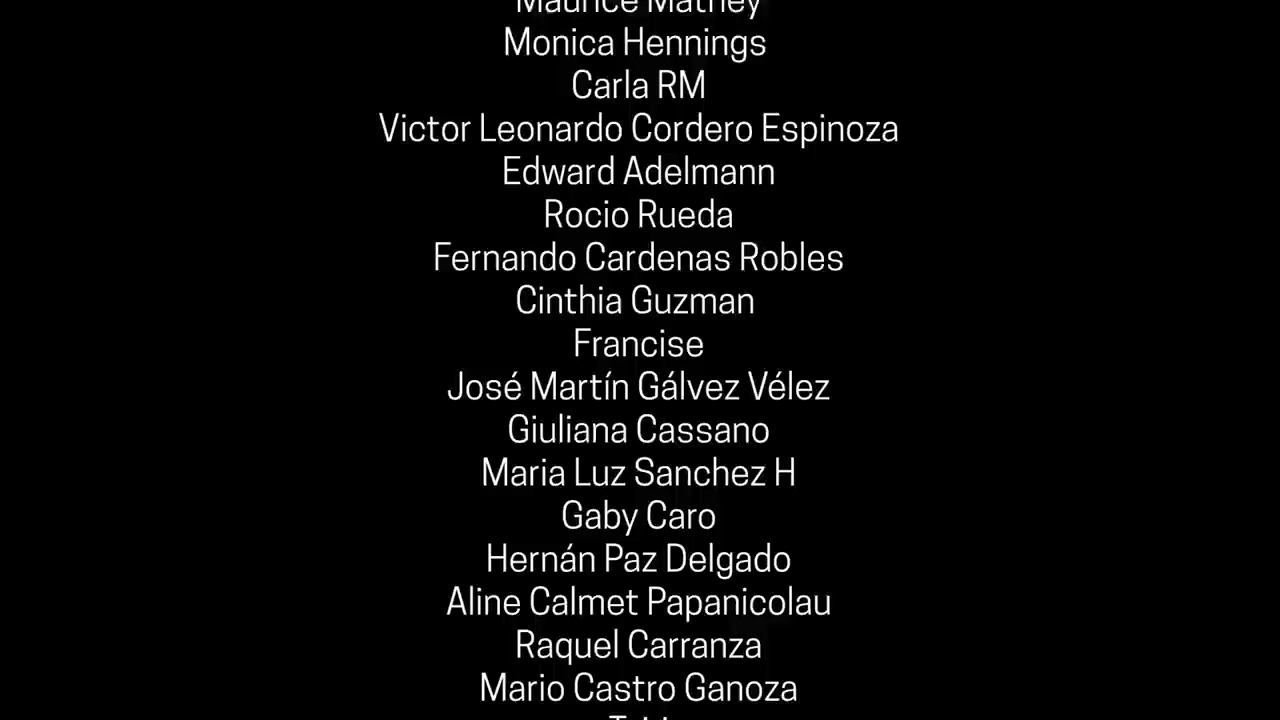 Maurice Mathey
Monica Hennings
Carla RM
Victor Leonardo Cordero Espinoza
Edward Adelmann
Rocio Rueda
Fernando Cardenas Robles
Cinthia Guzman
Francise
José Martín Gálvez Vélez
Giuliana Cassano
Maria Luz Sanchez H
Gaby Caro
Hernán Paz Delgado
Aline Calmet Papanicolau
Raquel Carranza
Mario Castro Ganoza